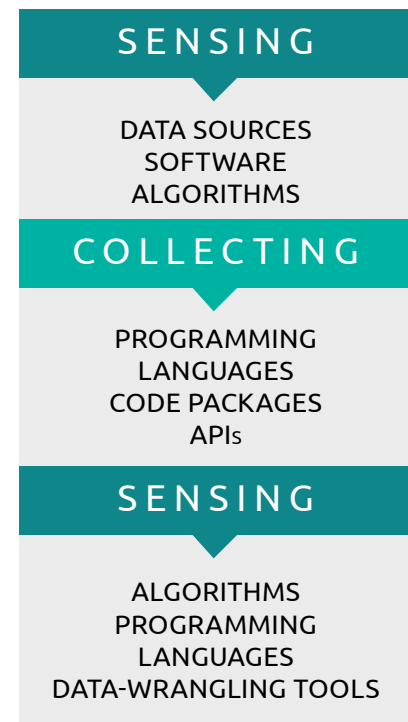 SENSING
DATA SOURCES
SOFTWARE
ALGORITHMS
COLLECTING
PROGRAMMING
LANGUAGES
CODE PACKAGES
APIs
SENSING
ALGORITHMS
PROGRAMMING
LANGUAGES
DATA-WRANGLING TOOLS